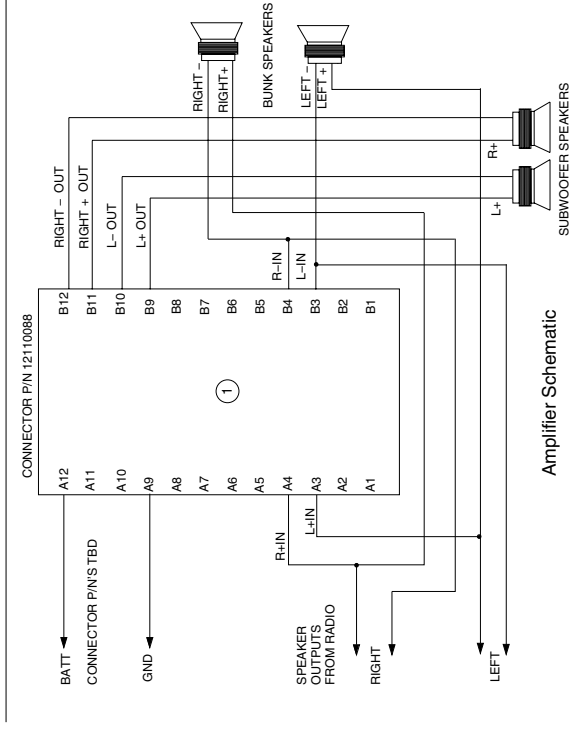 CONNECTOR P/N 12110088
BATT
CONNECTOR P/N'S TBD
GND
SPEAKER
OUTPUTS
FROM RADIO
RIGHT
LEFT
A12
A11
A10
A9
A8
A7
A6
A5
A4
A3
A2
A1
R+IN
L+IN
1
B12
B11
B10
B9
B8
B7
B6
B5
B4
B3
B2
B1
RIGHT – OUT
RIGHT + OUT
L– OUT
L+ OUT
R–IN
L–IN
RIGHT –
RIGHT+
BUNK SPEAKERS
LEFT –
LEFT +
R+
L+
SUBWOOFER SPEAKERS
Amplifier Schematic